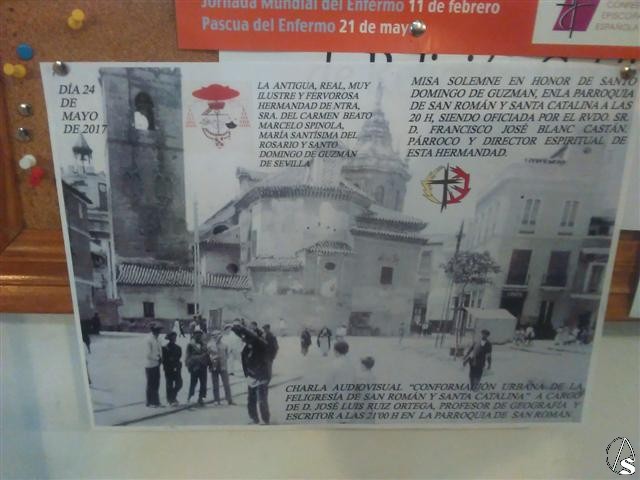 Jornada Mundial del Enfermo 11 de febrero
Pascua del Enfermo 21 de mayo
CON
EPISCO
ESPAÑOLA
DÍA 24
DE
MAYO
DE 2017
LA ANTIGUA, REAL, MUY
ILUSTRE Y FERVOROSA
HERMANDAD DE NTRA,
SRA. DEL CARMEN BEATO
MARCELO SPINOLA,
MARÍA SANTÍSIMA DEL
ROSARIO Y SANTO
DOMINGO DE GUZMÁN
DE SEVILLA
MISA SOLEMNE EN HONOR DE SANTO
DOMINGO DE GUZMAN, ENLA PARROQUIA
DE SAN ROMÁN Y SANTA CATALINA A LAS
20 H, SIENDO OFICIADA POR EL RVDO. SR.
D. FRANCISCO JOSÉ BLANC CASTÁN,
PÁRROCO Y DIRECTOR ESPIRITUAL DE
ESTA HERMANDAD.
CHARLA AUDIOVISUAL "CONFORMACIÓN URBANA DE LA
FELIGRESÍA DE SAN ROMÁN Y SANTA CATALINA" A CARGO
DE D. JOSÉ LUIS RUIZ ORTEGA, PROFESOR DE GEOGRAFÍA Y
ESCRITOR A LAS 21'00 H EN LA PARROQUIA DE SAN ROMÁN